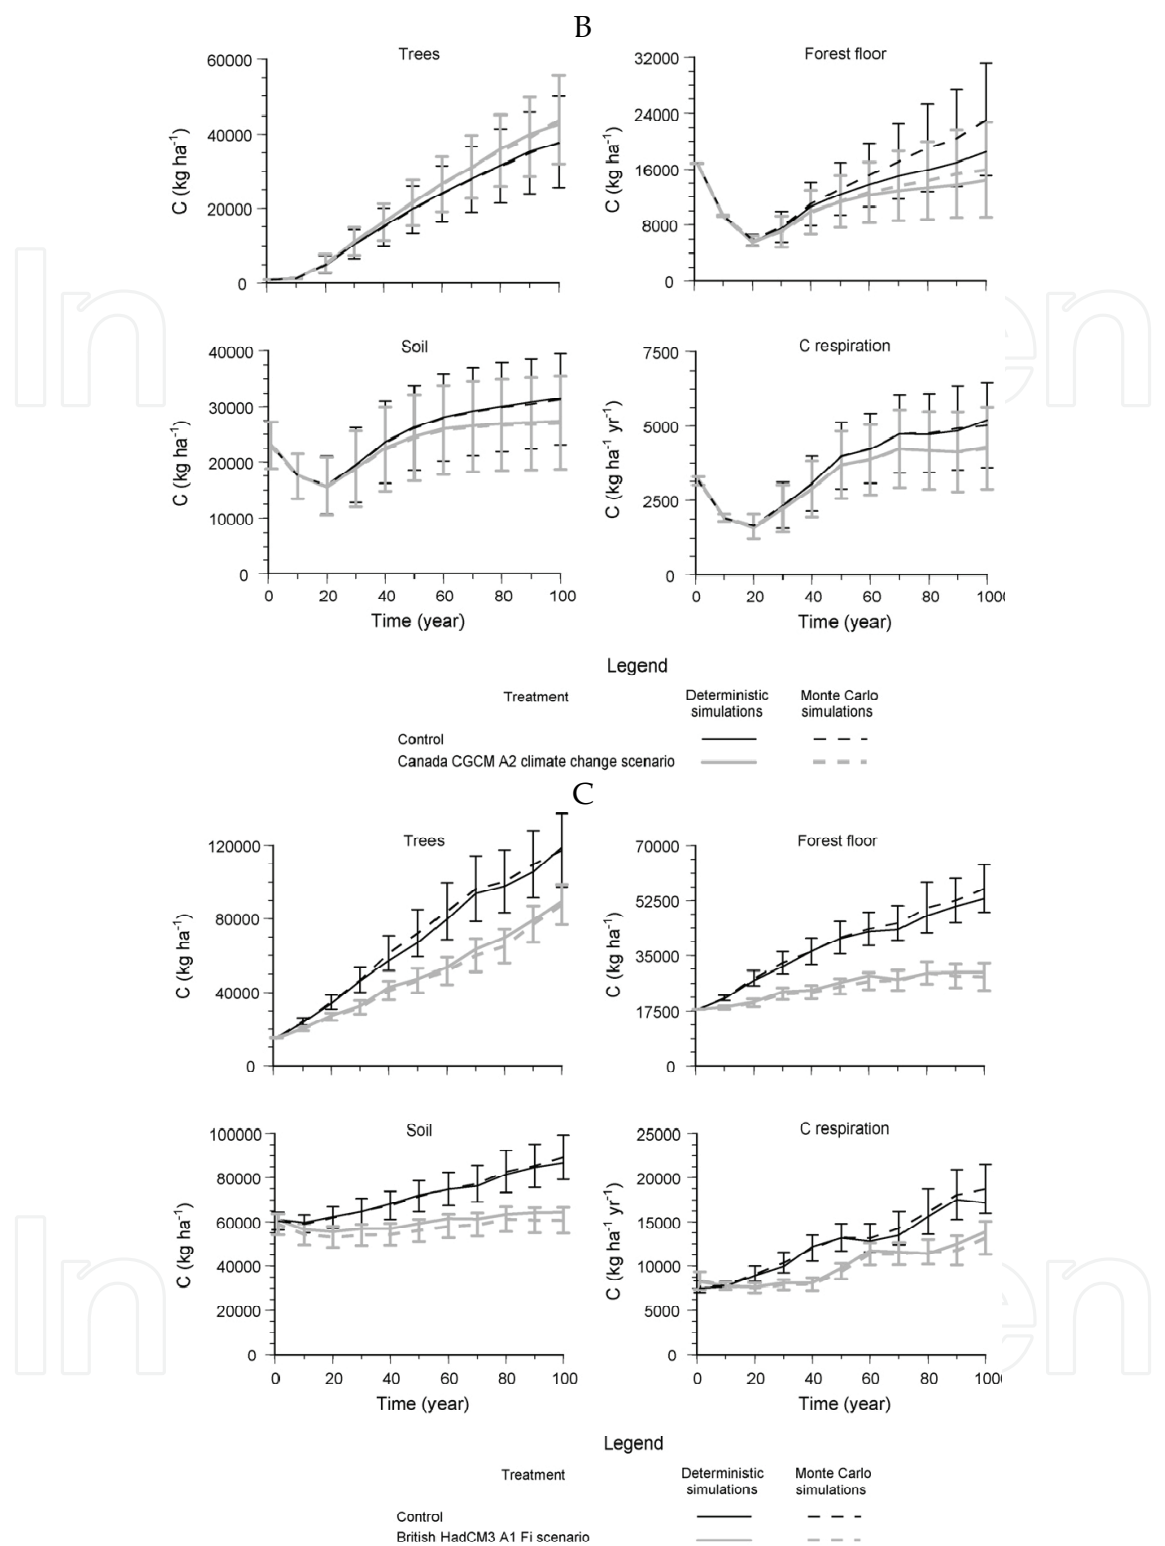 B
Trees
Forest floor
60000
40000
20000
0
C (kg ha-1)
32000
24000
16000
8000
0
C (kg ha-1)
Soil
C respiration
40000
30000
20000
10000
0
C (kg ha-1)
7500
5000
2500
0
C (kg ha-1 yr-1)
0 20 40 60 80 100
0 20 40 60 80 100
Time (year)
Time (year)
Legend
Treatment
Deterministic simulations
Monte Carlo simulations
Control
Canada CGCM A2 climate change scenario
C
Trees
Forest floor
120000
80000
40000
0
C (kg ha-1)
70000
52500
35000
17500
0
C (kg ha-1)
Soil
C respiration
100000
80000
60000
40000
20000
0
C (kg ha-1)
25000
20000
15000
10000
5000
0
C (kg ha-1 yr-1)
0 20 40 60 80 100
0 20 40 60 80 100
Time (year)
Time (year)
Legend
Treatment
Deterministic simulations
Monte Carlo simulations
Control
British HadCM3 A1 Fi scenario